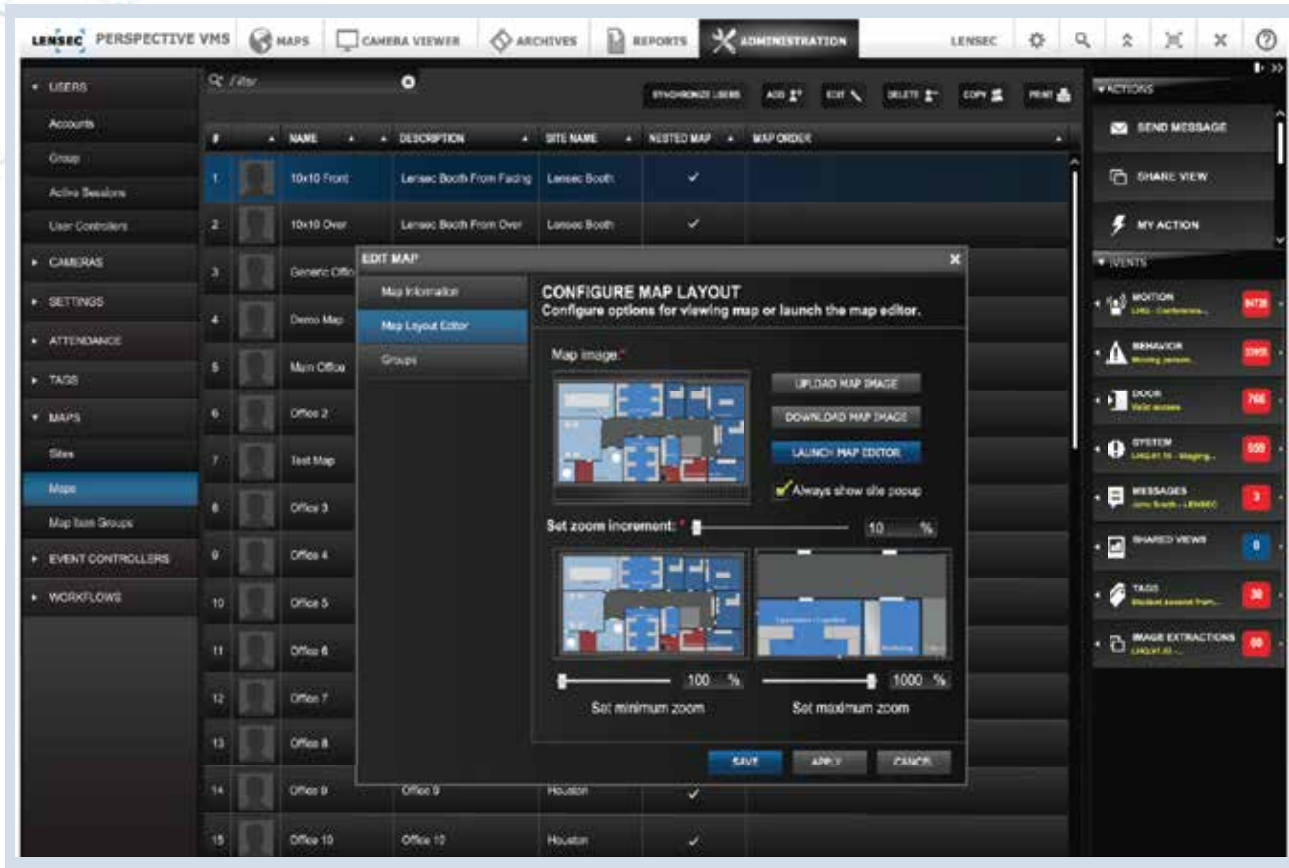 LENSEC PERSPECTIVE VMS MAPS CAMERA VIEWER ARCHIVES REPORTS ADMINISTRATION LENSEC
USERS
Accounts
Group
Active Sessions
User Controllers
CAMERAS
SETTINGS
ATTENDANCE
TAGS
MAPS
Sites
Maps
Map Item Groups
EVENT CONTROLLERS
WORKFLOWS
Filter
SYNCHRONIZE USERS ADD EDIT DELETE COPY PRINT
# NAME DESCRIPTION SITE NAME NESTED MAP MAP ORDER
1 10x10 Front Lensec Booth From Facing Lensec Booth
2 10x10 Over Lensec Booth From Over Lensec Booth
3 Generic Offic
4 Demo Map
5 Main Office
6 Office 2
7 Test Map
8 Office 3
9 Office 4
10 Office 5
11 Office 6
12 Office 7
13 Office 8
14 Office 9 Office 9 Houston
15 Office 10 Office 10 Houston
EDIT MAP
Map Information
Map Layout Editor
Groups
CONFIGURE MAP LAYOUT
Configure options for viewing map or launch the map editor.
Map image:*
UPLOAD MAP IMAGE
DOWNLOAD MAP IMAGE
LAUNCH MAP EDITOR
Always show site popup
Set zoom increment: * 10 %
100 % 1000 %
Set minimum zoom Set maximum zoom
SAVE APPLY CANCEL
ACTIONS
SEND MESSAGE
SHARE VIEW
MY ACTION
EVENTS
MOTION
BEHAVIOR
DOOR 766
Valid access
SYSTEM 559
MESSAGES 3
SHARED VIEWS 0
TAGS 30
IMAGE EXTRACTIONS